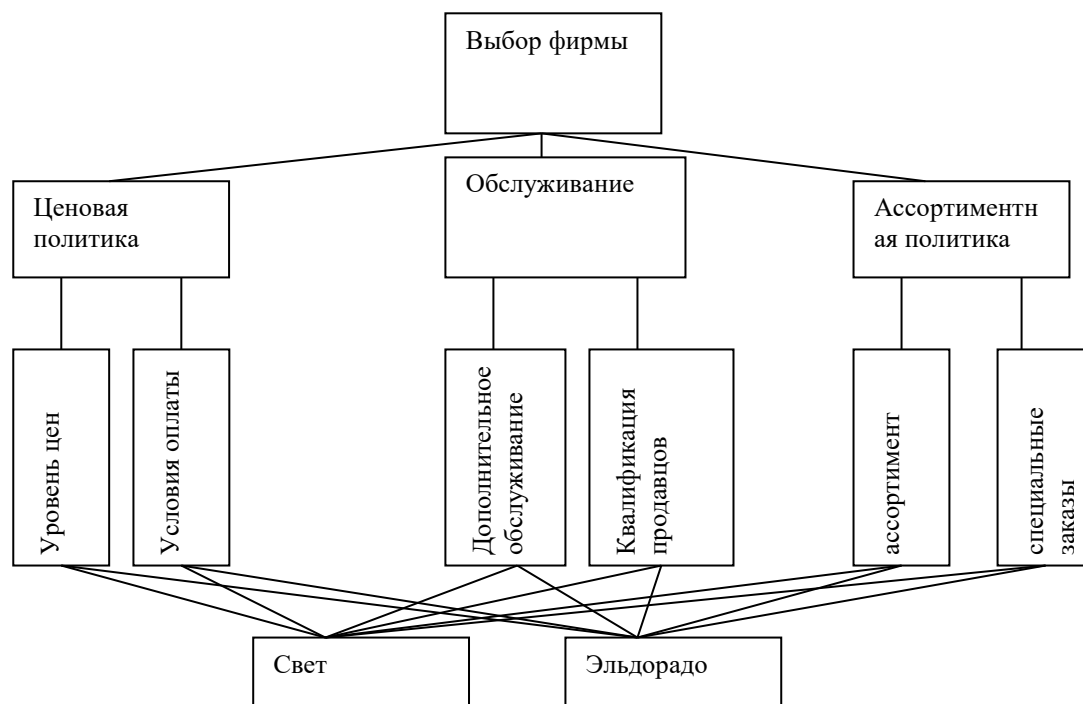 Выбор фирмы
Обслуживание
Ценовая
политика
Ассортиментн
ая политика
Уровень цен
Условия оплаты
Дополнительное
обслуживание
Квалификация
продавцов
ассортимент
специальные
заказы
Свет
Эльдорадо